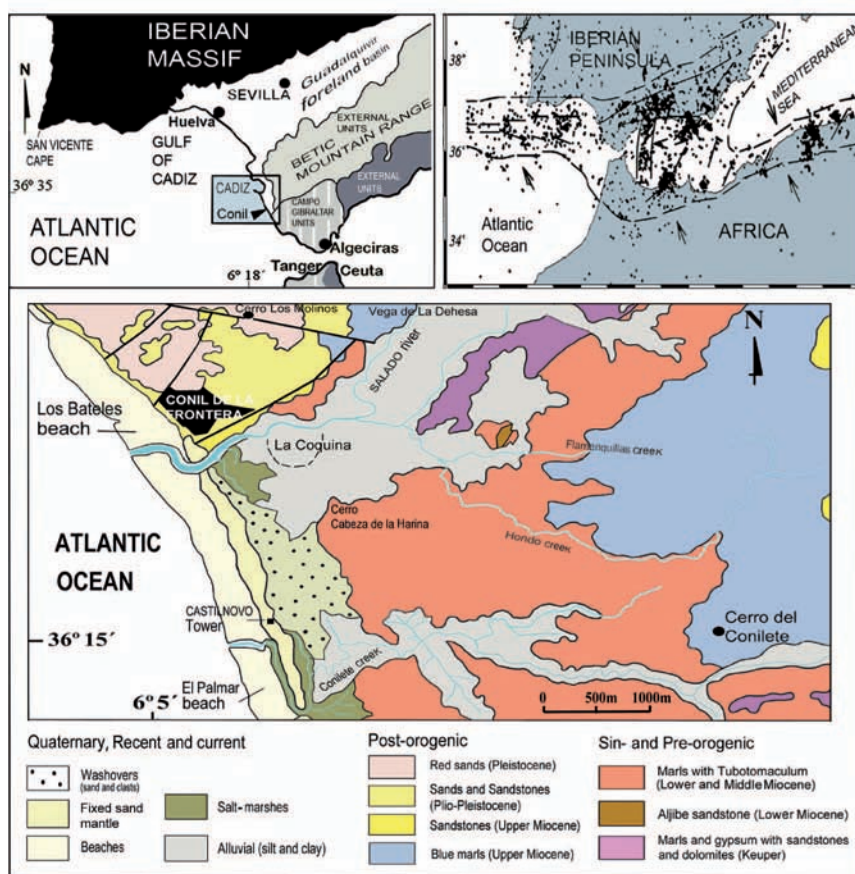 IBERIAN
MASSIF
N
SEVILLA
Guadalquivir
foreland basin
Huelva
SAN VICENTE
CAPE
GULF
OF
CADIZ
EXTERNAL
UNITS
BETIC
MOUNTAIN RANGE
EXTERNAL
UNITS
36° 35
CADIZ
Conil
CAMPO
GIBRALTAR
UNITS
ATLANTIC
OCEAN
Algeciras
6° 18´
Tanger
Ceuta
38°
36°
34°
IBERIAN
PENINSULA
MEDITERRANEAN
SEA
Atlantic
Ocean
AFRICA
Cerro Los Molinos
Vega de La Dehesa
N
SALADO river
CONIL DE LA
FRONTERA
Los Bateles
beach
La Coquina
Flamenquillas creek
Cerro
Cabeza de la Harina
Hondo creek
ATLANTIC
OCEAN
CASTILNOVO
Tower
Cerro del
Conilete
36° 15´
Conilete creek
El Palmar
beach
6° 5´
0 500m 1000m
Quaternary, Recent and current
Washovers
(sand and clasts)
Fixed sand
mantle
Beaches
Salt-marshes
Alluvial (silt and clay)
Post-orogenic
Red sands (Pleistocene)
Sands and Sandstones
(Plio-Pleistocene)
Sandstones (Upper Miocene)
Blue marls (Upper Miocene)
Sin- and Pre-orogenic
Marls with Tubotomaculum
(Lower and Middle Miocene)
Aljibe sandstone (Lower Miocene)
Marls and gypsum with sandstones
and dolomites (Keuper)